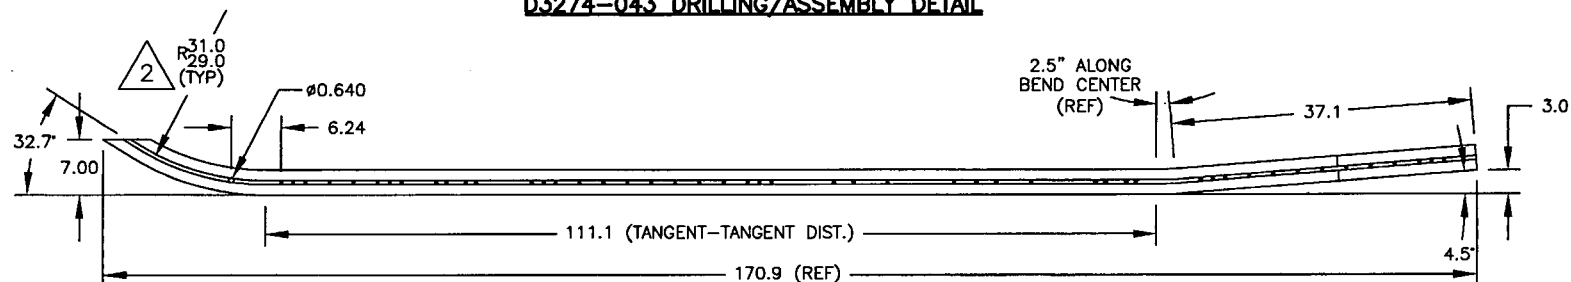 D3274-043 DRILLING/ASSEMBLY DETAIL
2
R31.0
29.0
(TYP)
ø0.640
6.24
2.5" ALONG
BEND CENTER
(REF)
37.1
3.0
32.7°
7.00
111.1 (TANGENT-TANGENT DIST.)
4.5°
170.9 (REF)